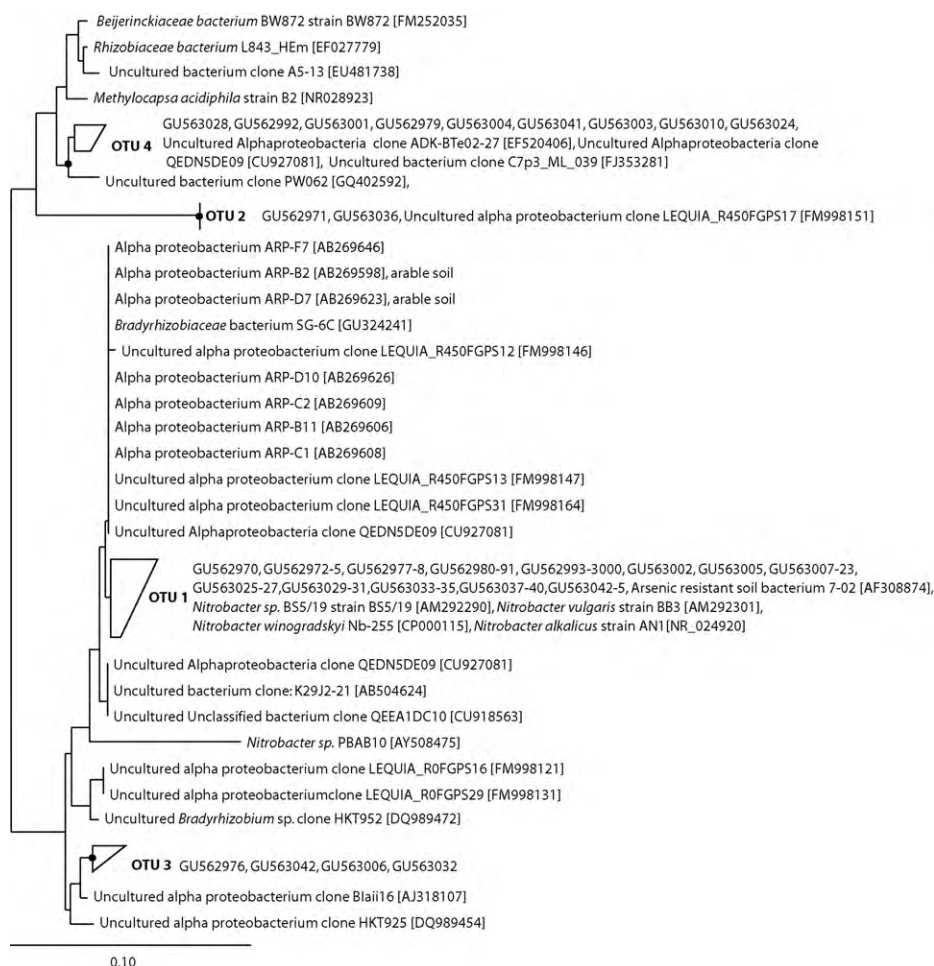 Beijerinckiaceae bacterium BW872 strain BW872 [FM252035]
Rhizobiaceae bacterium L843_HEm [EF027779]
Uncultured bacterium clone A5-13 [EU481738]
Methylocapsa acidiphila strain B2 [NR028923]
GU563028, GU562992, GU563001, GU562979, GU563004, GU563041, GU563003, GU563010, GU563024,
OTU 4 Uncultured Alphaproteobacteria clone ADK-BTe02-27 [EF520406], Uncultured Alphaproteobacteria clone
QEDN5DE09 [CU927081], Uncultured bacterium clone C7p3_ML_039 [FJ353281]
Uncultured bacterium clone PW062 [GQ402592],
OTU 2 GU562971, GU563036, Uncultured alpha proteobacterium clone LEQUIA_R450FGPS17 [FM998151]
Alpha proteobacterium ARP-F7 [AB269646]
Alpha proteobacterium ARP-B2 [AB269598], arable soil
Alpha proteobacterium ARP-D7 [AB269623], arable soil
Bradyrhizobiaceae bacterium SG-6C [GU324241]
Uncultured alpha proteobacterium clone LEQUIA_R450FGPS12 [FM998146]
Alpha proteobacterium ARP-D10 [AB269626]
Alpha proteobacterium ARP-C2 [AB269609]
Alpha proteobacterium ARP-B11 [AB269606]
Alpha proteobacterium ARP-C1 [AB269608]
Uncultured alpha proteobacterium clone LEQUIA_R450FGPS13 [FM998147]
Uncultured alpha proteobacterium clone LEQUIA_R450FGPS31 [FM998164]
Uncultured Alphaproteobacteria clone QEDN5DE09 [CU927081]
GU562970, GU562972-5, GU562977-8, GU562980-91, GU562993-3000, GU563002, GU563005, GU563007-23,
GU563025-27,GU563029-31,GU563033-35,GU563037-40,GU563042-5, Arsenic resistant soil bacterium 7-02 [AF308874],
OTU 1 Nitrobacter sp. BS5/19 strain BS5/19 [AM292290], Nitrobacter vulgaris strain BB3 [AM292301],
Nitrobacter winogradskyi Nb-255 [CP000115], Nitrobacter alkalicus strain AN1[NR_024920]
Uncultured Alphaproteobacteria clone QEDN5DE09 [CU927081]
Uncultured bacterium clone: K29J2-21 [AB504624]
Uncultured Unclassified bacterium clone QEEA1DC10 [CU918563]
Nitrobacter sp. PBAB10 [AY508475]
Uncultured alpha proteobacterium clone LEQUIA_R0FGPS16 [FM998121]
Uncultured alpha proteobacteriumclone LEQUIA_R0FGPS29 [FM998131]
Uncultured Bradyrhizobium sp. clone HKT952 [DQ989472]
OTU 3 GU562976, GU563042, GU563006, GU563032
Uncultured alpha proteobacterium clone Blaii16 [AJ318107]
Uncultured alpha proteobacterium clone HKT925 [DQ989454]
0.10